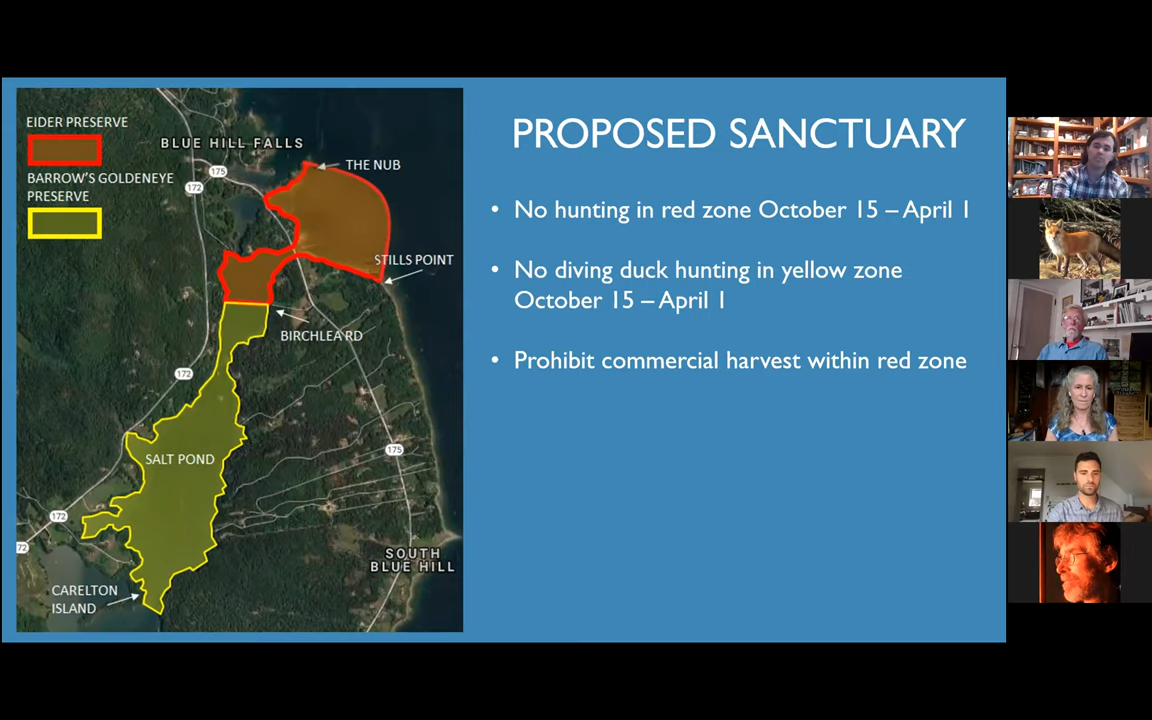 EIDER PRESERVE
BARROW'S GOLDENEYE
PRESERVE
BLUE HILL FALLS
175
172
THE NUB
STILLS POINT
BIRCHLEA RD
172
SALT POND
175
172
72
SOUTH
BLUE HILL
CARELTON
ISLAND
PROPOSED SANCTUARY
• No hunting in red zone October 15 – April 1
• No diving duck hunting in yellow zone
October 15 – April 1
• Prohibit commercial harvest within red zone